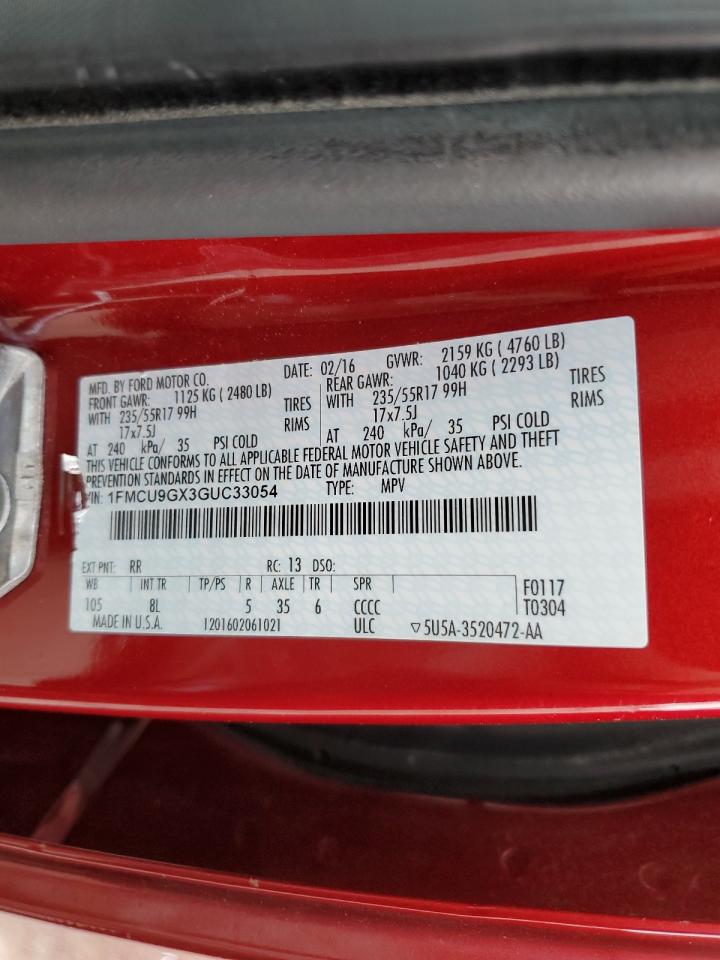 MFD. BY FORD MOTOR CO. DATE: 02/16 GVWR: 2159 KG ( 4760 LB)
FRONT GAWR: 1125 KG ( 2480 LB) REAR GAWR: 1040 KG ( 2293 LB)
WITH 235/55R17 99H TIRES WITH 235/55R17 99H TIRES
17x7.5J RIMS 17x7.5J RIMS
AT 240 kPa/ 35 PSI COLD AT 240 kPa/ 35 PSI COLD
THIS VEHICLE CONFORMS TO ALL APPLICABLE FEDERAL MOTOR VEHICLE SAFETY AND THEFT
PREVENTION STANDARDS IN EFFECT ON THE DATE OF MANUFACTURE SHOWN ABOVE.
VIN: 1FMCU9GX3GUC33054 TYPE: MPV
EXT PNT: RR RC: 13 DSO:
WB INT TR TP/PS R AXLE TR SPR F0117
105 8L 5 35 6 CCCC T0304
MADE IN U.S.A. 1201602061021 ULC ▽5U5A-3520472-AA